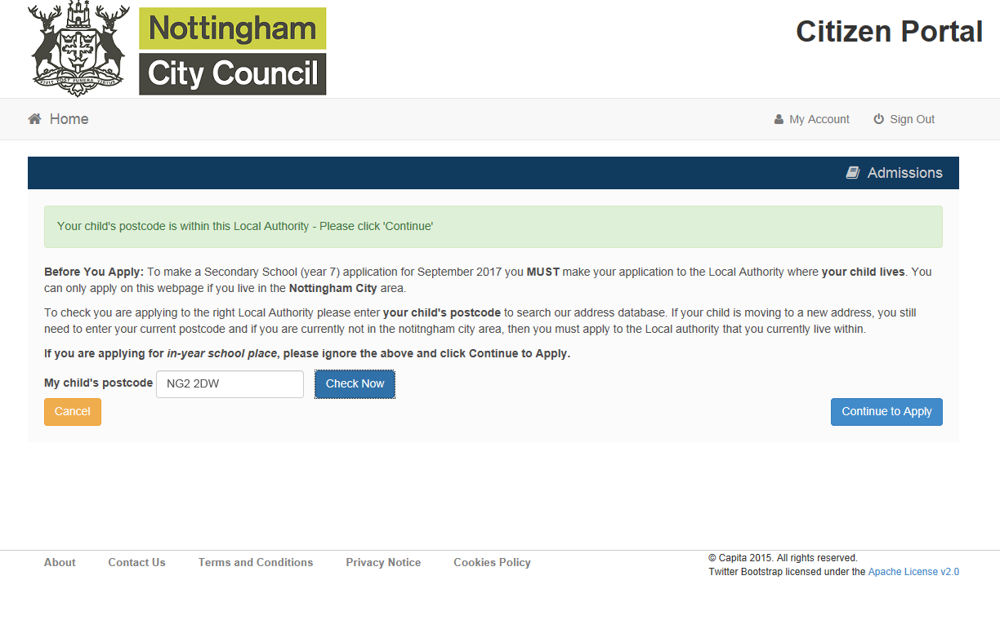 VIVIT POST FUNERA VIRTUS
Nottingham
City Council
Citizen Portal
Home
My Account
Sign Out
Admissions
Your child's postcode is within this Local Authority - Please click 'Continue'
Before You Apply: To make a Secondary School (year 7) application for September 2017 you MUST make your application to the Local Authority where your child lives. You
can only apply on this webpage if you live in the Nottingham City area.
To check you are applying to the right Local Authority please enter your child's postcode to search our address database. If your child is moving to a new address, you still
need to enter your current postcode and if you are currently not in the notitngham city area, then you must apply to the Local authority that you currently live within.
If you are applying for in-year school place, please ignore the above and click Continue to Apply.
My child's postcode NG2 2DW Check Now
Cancel
Continue to Apply
About Contact Us Terms and Conditions Privacy Notice Cookies Policy
© Capita 2015. All rights reserved.
Twitter Bootstrap licensed under the Apache License v2.0